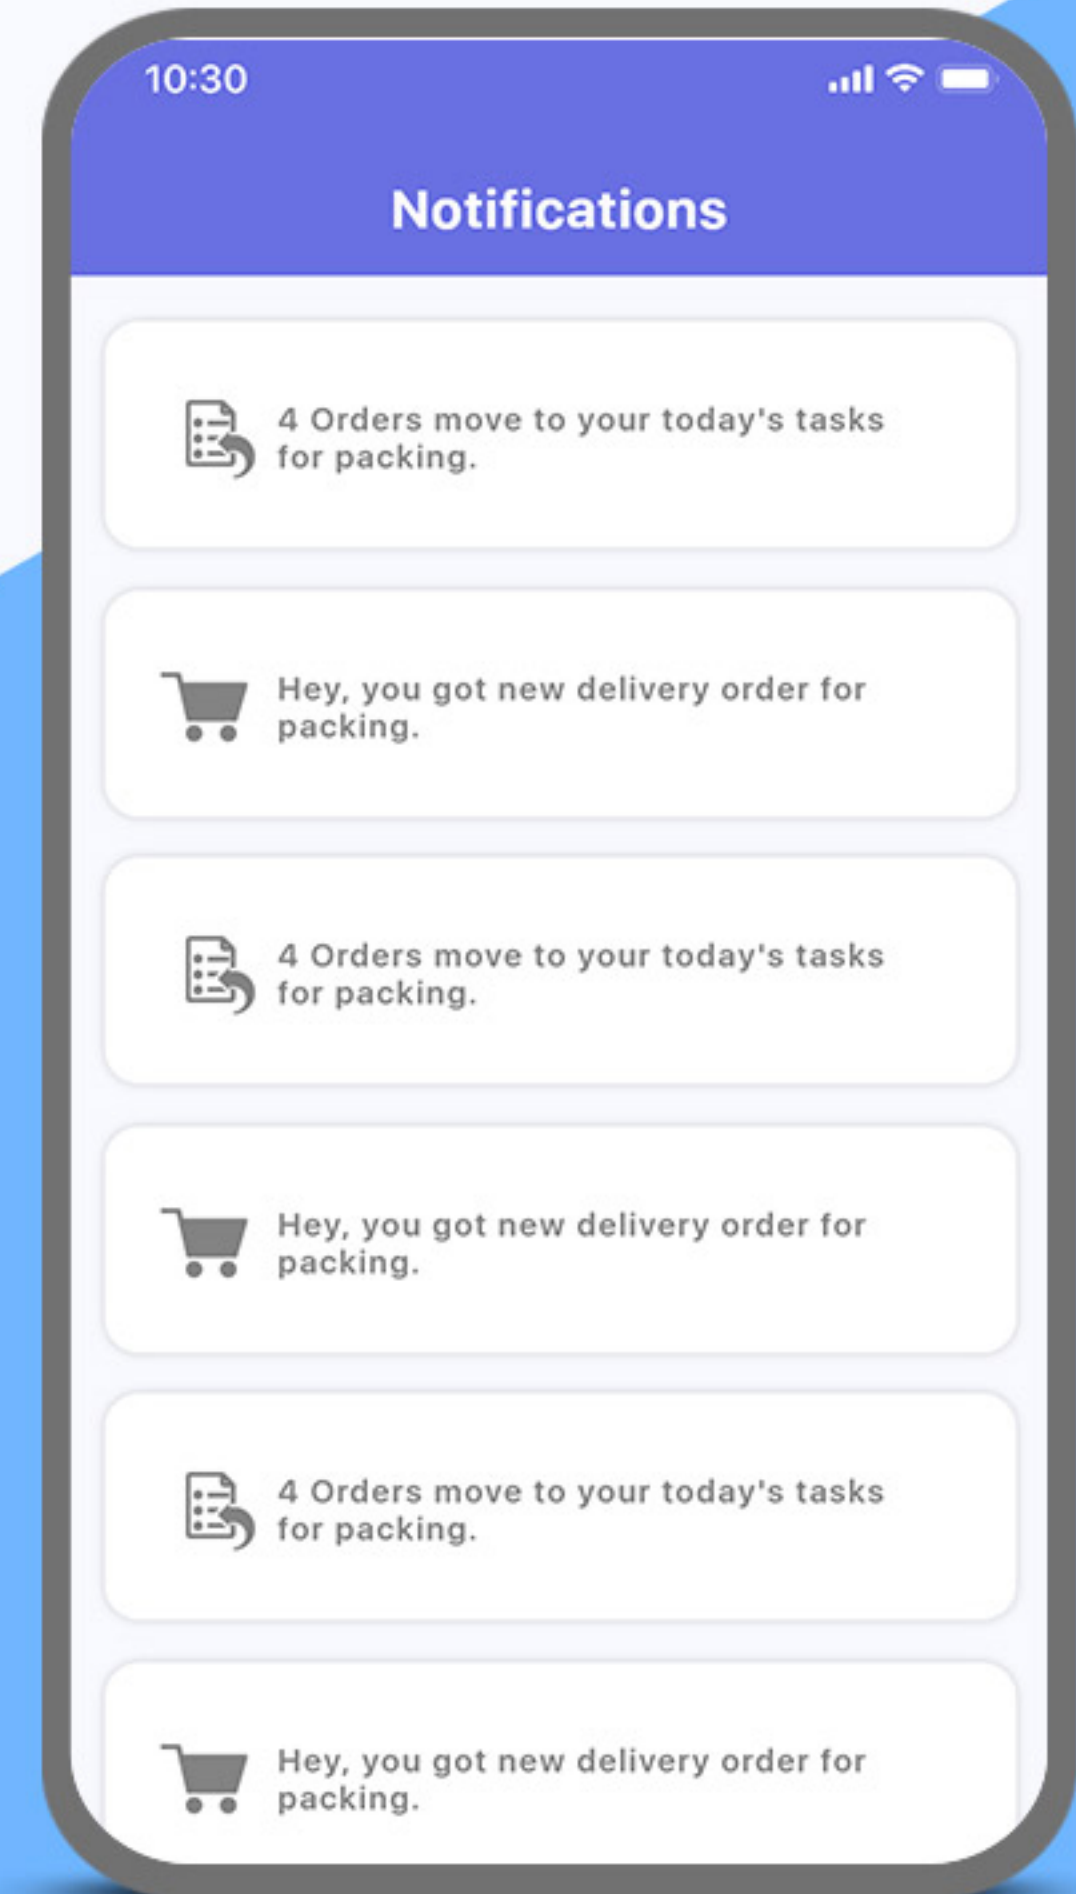 10:30
Notifications
4 Orders move to your today's tasks
for packing.
Hey, you got new delivery order for
packing.
4 Orders move to your today's tasks
for packing.
Hey, you got new delivery order for
packing.
4 Orders move to your today's tasks
for packing.
Hey, you got new delivery order for
packing.